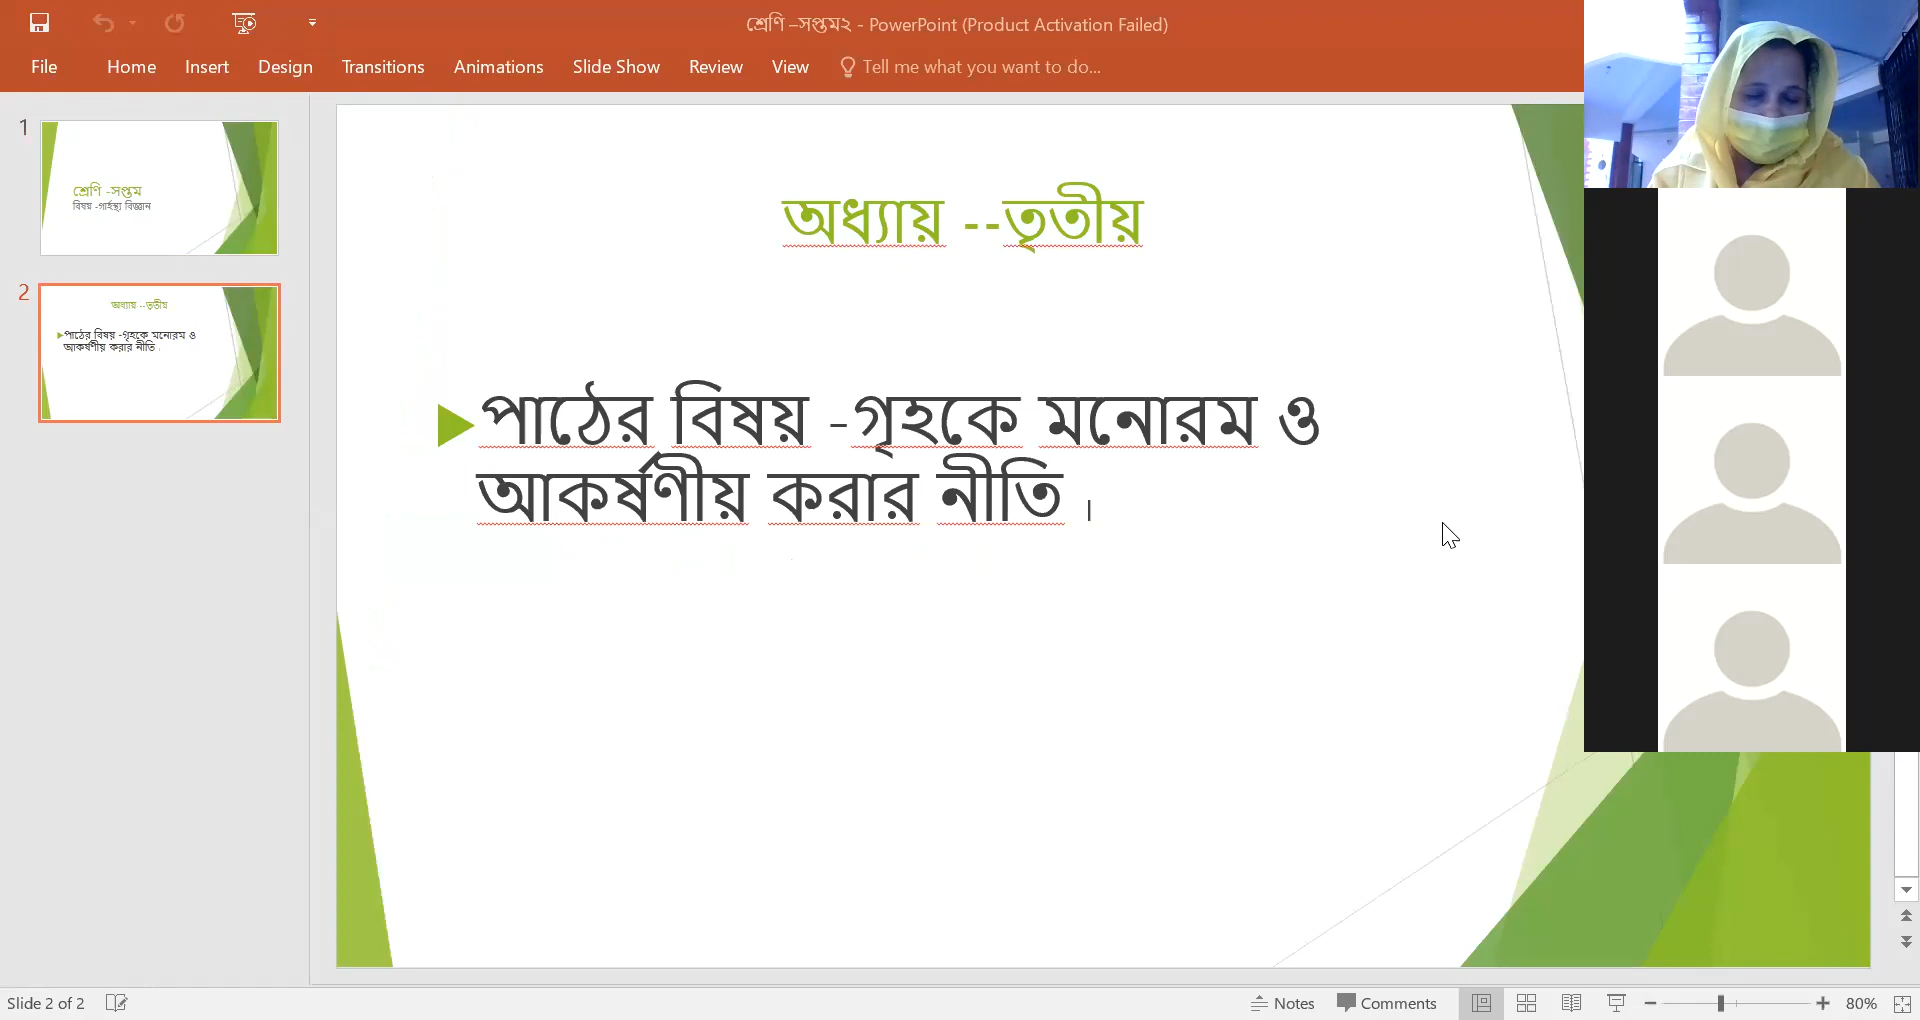 শ্রেণি –সপ্তম২ - PowerPoint (Product Activation Failed)
File Home Insert Design Transitions Animations Slide Show Review View Tell me what you want to do...
1
শ্রেণি -সপ্তম
বিষয় -গার্হস্থ্য বিজ্ঞান
2
অধ্যায় --তৃতীয়
পাঠের বিষয় -গৃহকে মনোরম ও
আকর্ষণীয় করার নীতি ।
অধ্যায় --তৃতীয়
পাঠের বিষয় -গৃহকে মনোরম ও
আকর্ষণীয় করার নীতি ।
Slide 2 of 2 Notes Comments 80%